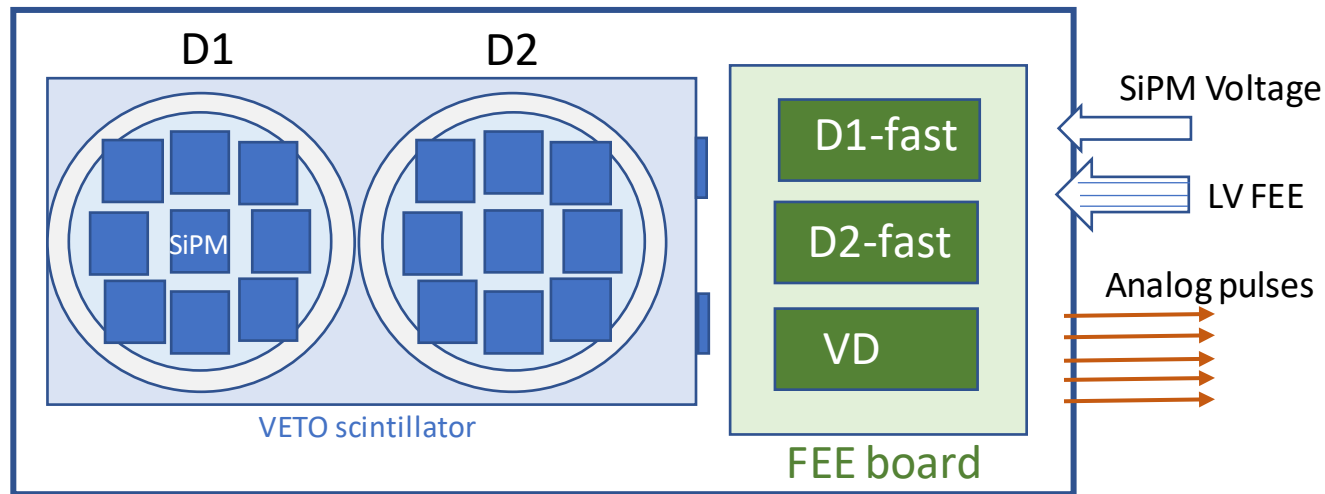 D1
D2
SiPM
VETO scintillator
D1-fast
D2-fast
VD
FEE board
SiPM Voltage
LV FEE
Analog pulses